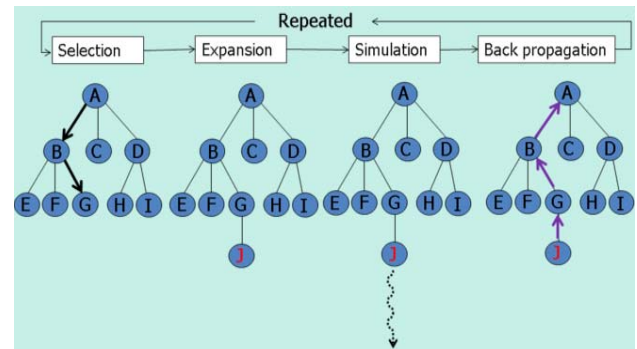 Repeated
Selection Expansion Simulation Back propagation
A A A A
B C D B C D B C D B C D
E F G H I E F G H I E F G H I E F G H I
J J J